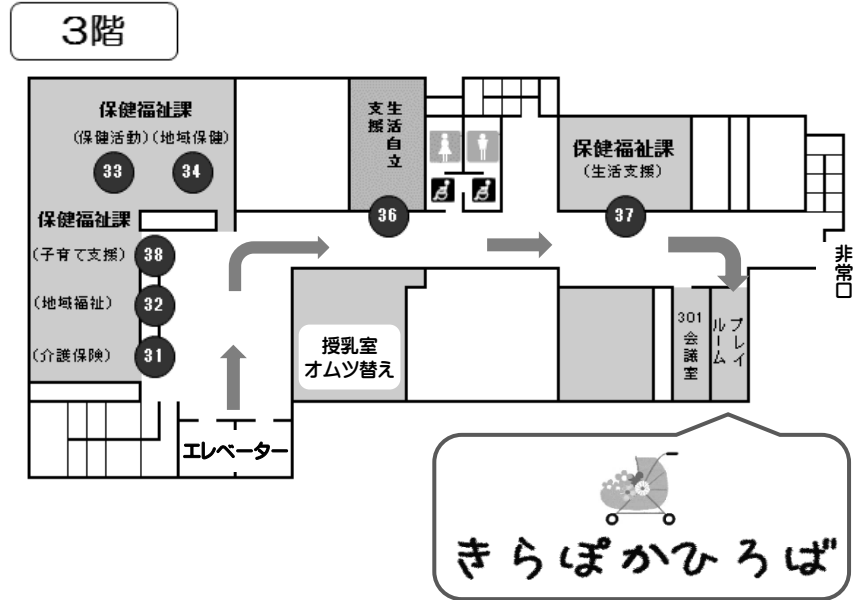 3階
保健福祉課
(保健活動)(地域保健)
33
34
保健福祉課
(子育て支援)
38
(地域福祉)
32
(介護保険)
31
エレベーター
生活自立
支援
36
保健福祉課
(生活支援)
37
非常口
授乳室
オムツ替え
301
会議室
プレイ
ルーム
きらぽかひろば